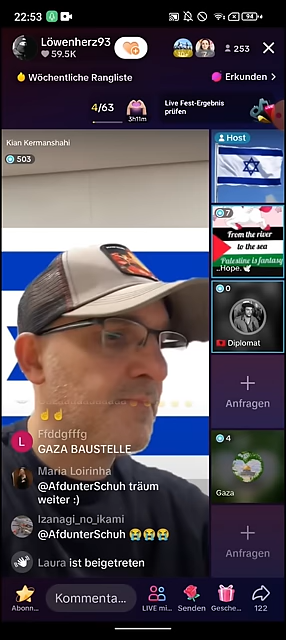 22:53
94
Löwenherz93
59.5K
10
253
Wöchentliche Rangliste
Erkunden >
4/63
3h11m
Live Fest-Ergebnis
prüfen
Kian Kermanshahi
503
Host
7
From the river
to the sea
Palestine is fantasy
..Hope.
0
Diplomat
+
Anfragen
Ffddgfffg
GAZA BAUSTELLE
Maria Loirinha
@AfdunterSchuh träum
weiter :)
Izanagi_no_ikami
@AfdunterSchuh 😭😭😭
Laura ist beigetreten
4
Gaza
+
Anfragen
Abonn...
Kommenta...
LIVE mi...
Senden
Gesche...
122